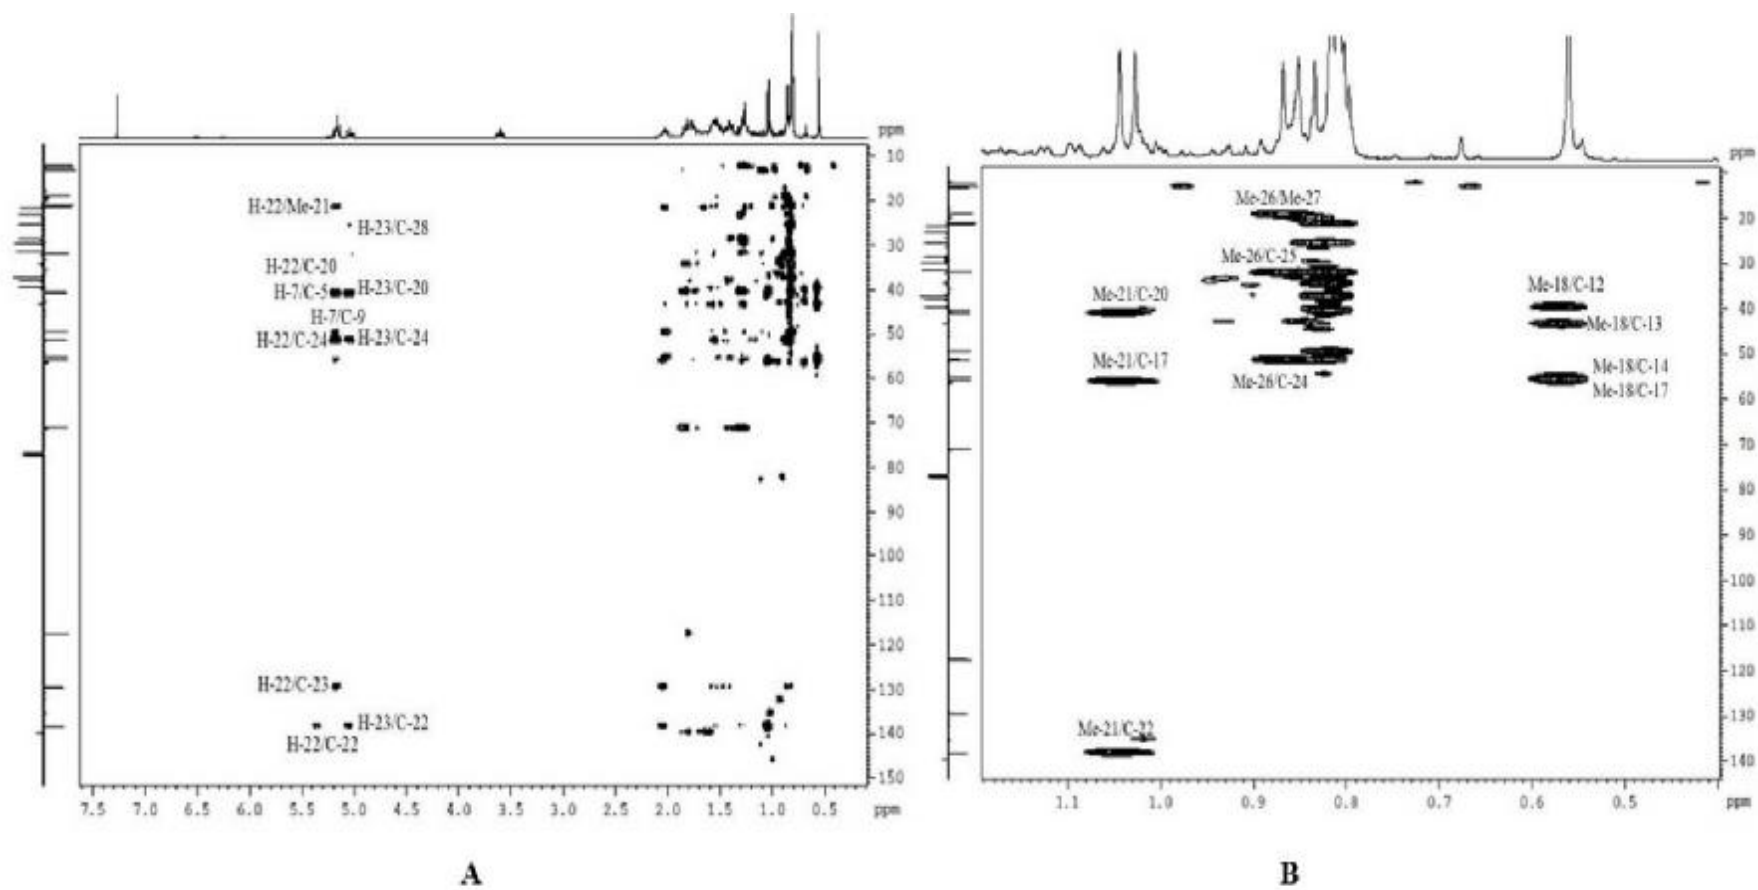 ppm
10
20
30
40
50
60
70
80
90
100
110
120
130
140
150
H-22/Me-21
H-23/C-28
H-22/C-20
H-7/C-5
H-23/C-20
H-7/C-9
H-22/C-24
H-23/C-24
H-22/C-23
H-23/C-22
H-22/C-22
7.5 7.0 6.5 6.0 5.5 5.0 4.5 4.0 3.5 3.0 2.5 2.0 1.5 1.0 0.5 ppm
A
ppm
20
30
40
50
60
70
80
90
100
110
120
130
140
Me-26/Me-27
Me-26/C-25
Me-21/C-20
Me-18/C-12
Me-18/C-13
Me-21/C-17
Me-26/C-24
Me-18/C-14
Me-18/C-17
Me-21/C-22
1.1 1.0 0.9 0.8 0.7 0.6 0.5 ppm
B